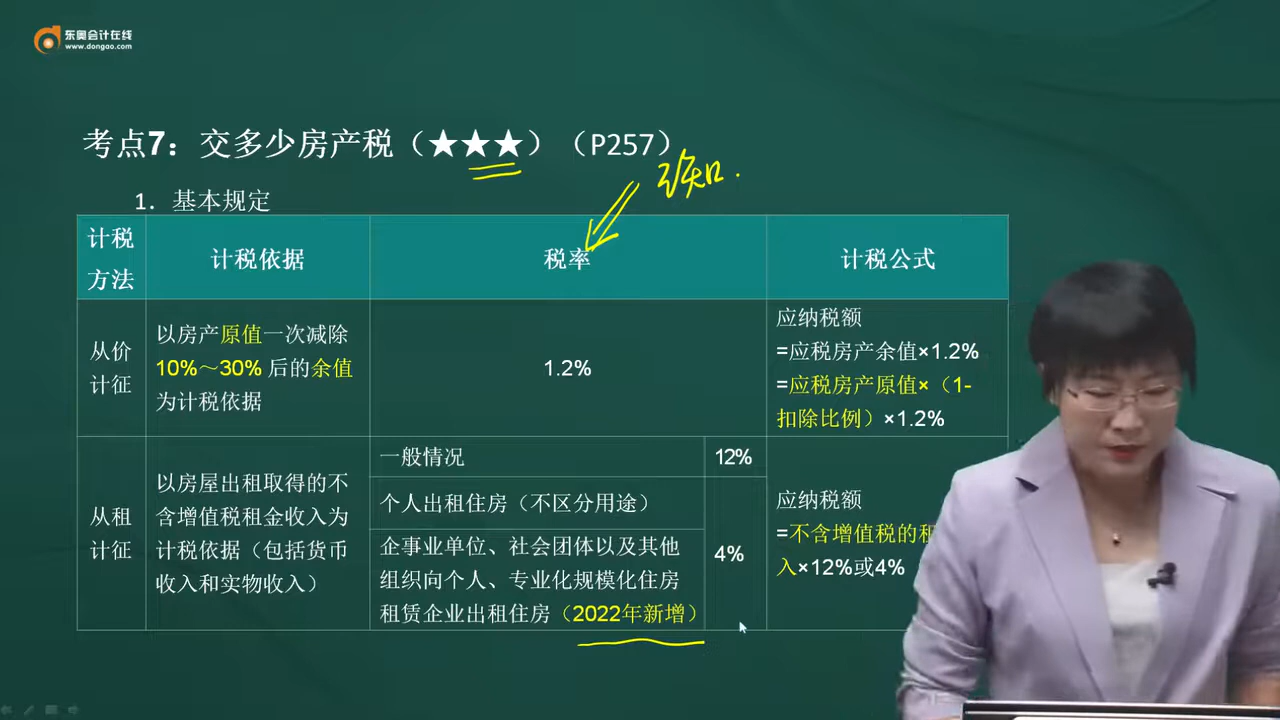 东奥会计在线
www.dongao.com
考点7：交多少房产税（★★★）（P257）
1．基本规定
计税
方法
计税依据
税率
计税公式
从价
计征
以房产原值一次减除
10%～30% 后的余值
为计税依据
1.2%
应纳税额
=应税房产余值×1.2%
=应税房产原值×（1-
扣除比例）×1.2%
从租
计征
以房屋出租取得的不
含增值税租金收入为
计税依据（包括货币
收入和实物收入）
一般情况
12%
个人出租住房（不区分用途）
企事业单位、社会团体以及其他
组织向个人、专业化规模化住房
租赁企业出租住房（2022年新增）
4%
应纳税额
=不含增值税的租
入×12%或4%